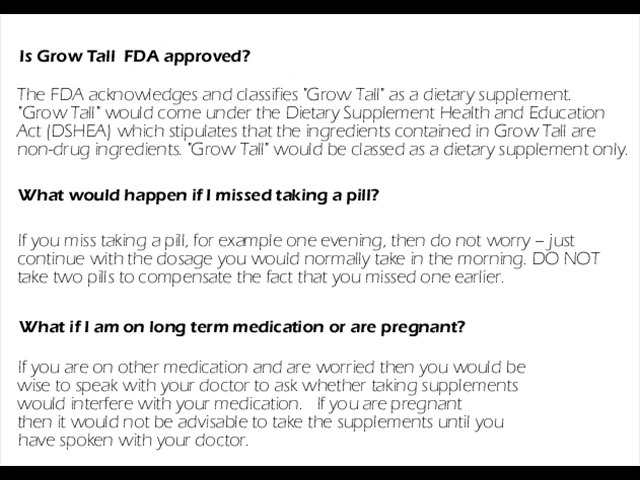 Is Grow Tall  FDA approved?
The FDA acknowledges and classifies "Grow Tall" as a dietary supplement.
"Grow Tall" would come under the Dietary Supplement Health and Education
Act (DSHEA) which stipulates that the ingredients contained in Grow Tall are
non-drug ingredients. "Grow Tall" would be classed as a dietary supplement only.
What would happen if I missed taking a pill?
If you miss taking a pill, for example one evening, then do not worry – just
continue with the dosage you would normally take in the morning. DO NOT
take two pills to compensate the fact that you missed one earlier.
What if I am on long term medication or are pregnant?
If you are on other medication and are worried then you would be
wise to speak with your doctor to ask whether taking supplements
would interfere with your medication.   If you are pregnant
then it would not be advisable to take the supplements until you
have spoken with your doctor.